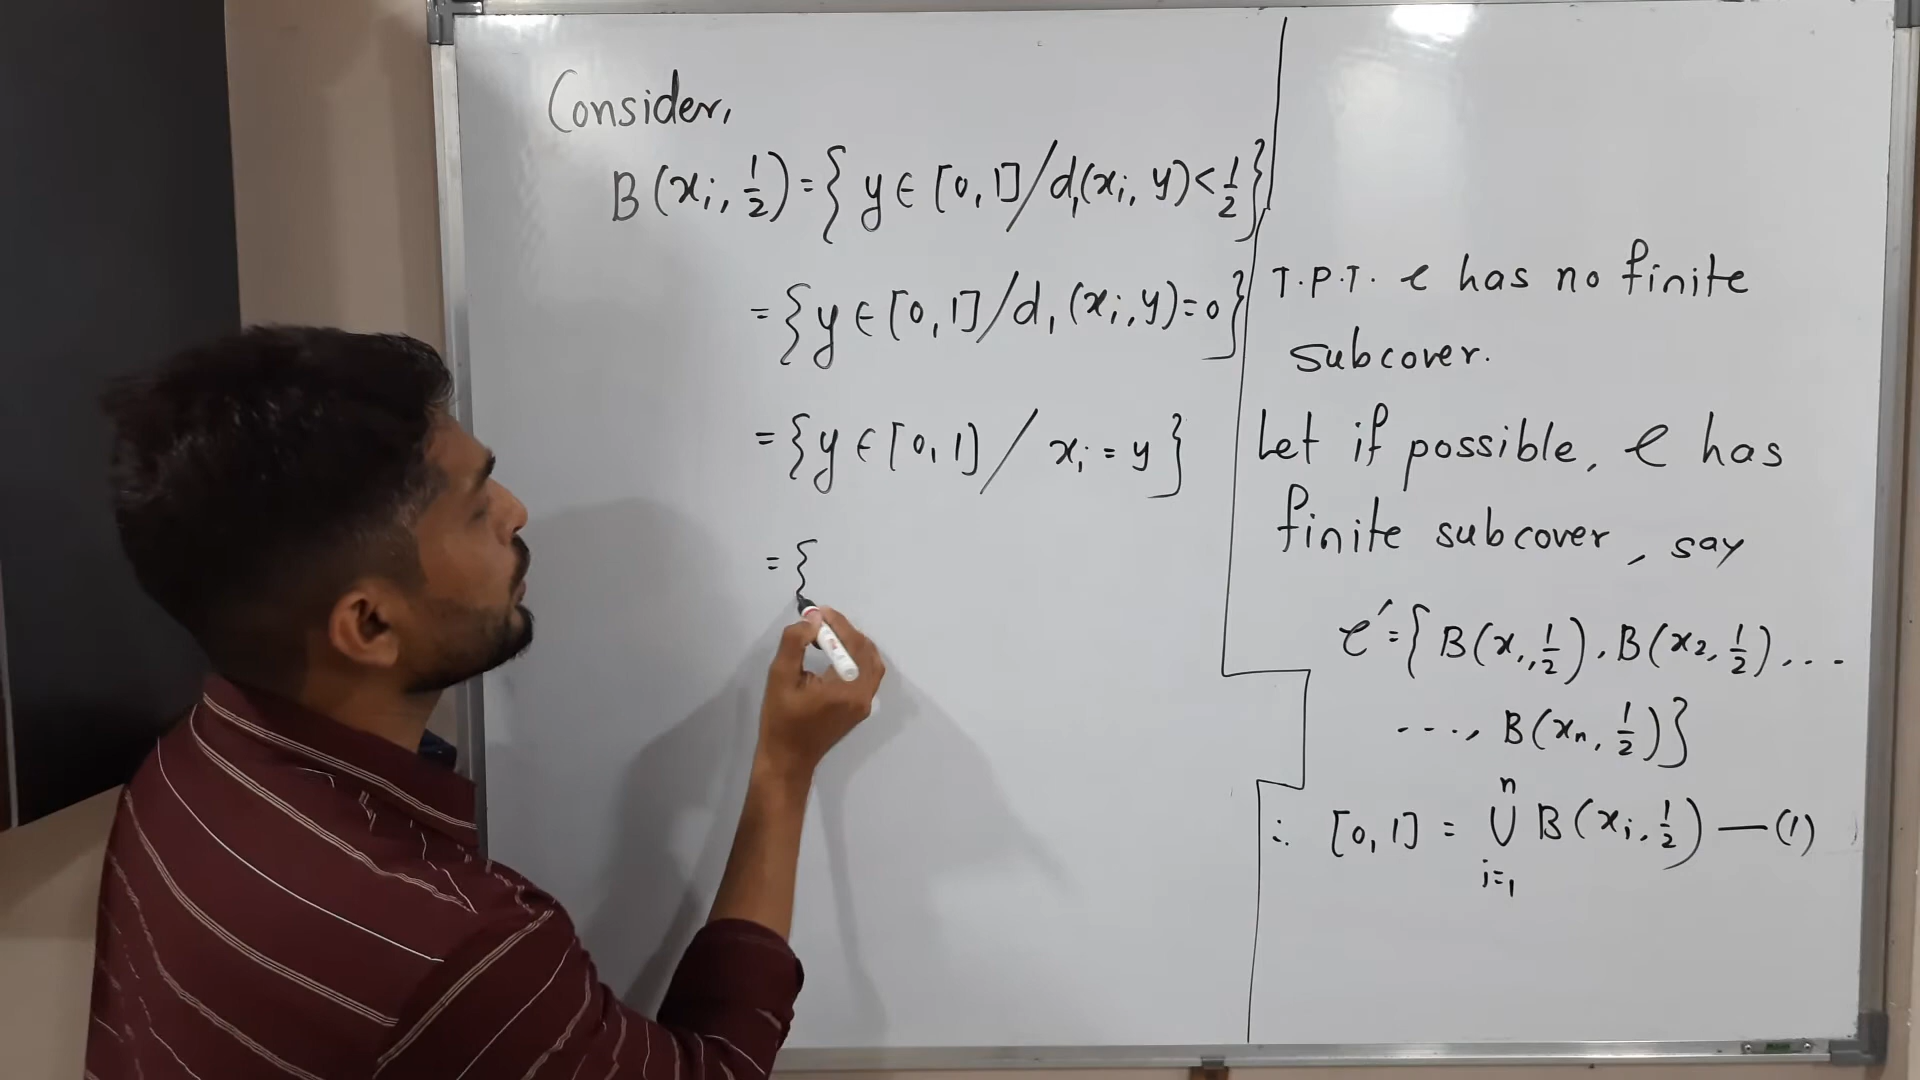 Consider,
B(xᵢ, 1/2) = { y ∈ [0, 1] / d₁(xᵢ, y) < 1/2 }
= { y ∈ [0, 1] / d₁(xᵢ, y) = 0 }
= { y ∈ [0, 1] / xᵢ = y }
= {
T.P.T. 𝒞 has no finite
subcover.
Let if possible, 𝒞 has
finite subcover, say
𝒞′ = { B(x₁, 1/2), B(x₂, 1/2), ...
...., B(xₙ, 1/2) }
∴ [0, 1] = ⋃ᵢ₌₁ⁿ B(xᵢ, 1/2) — (1)